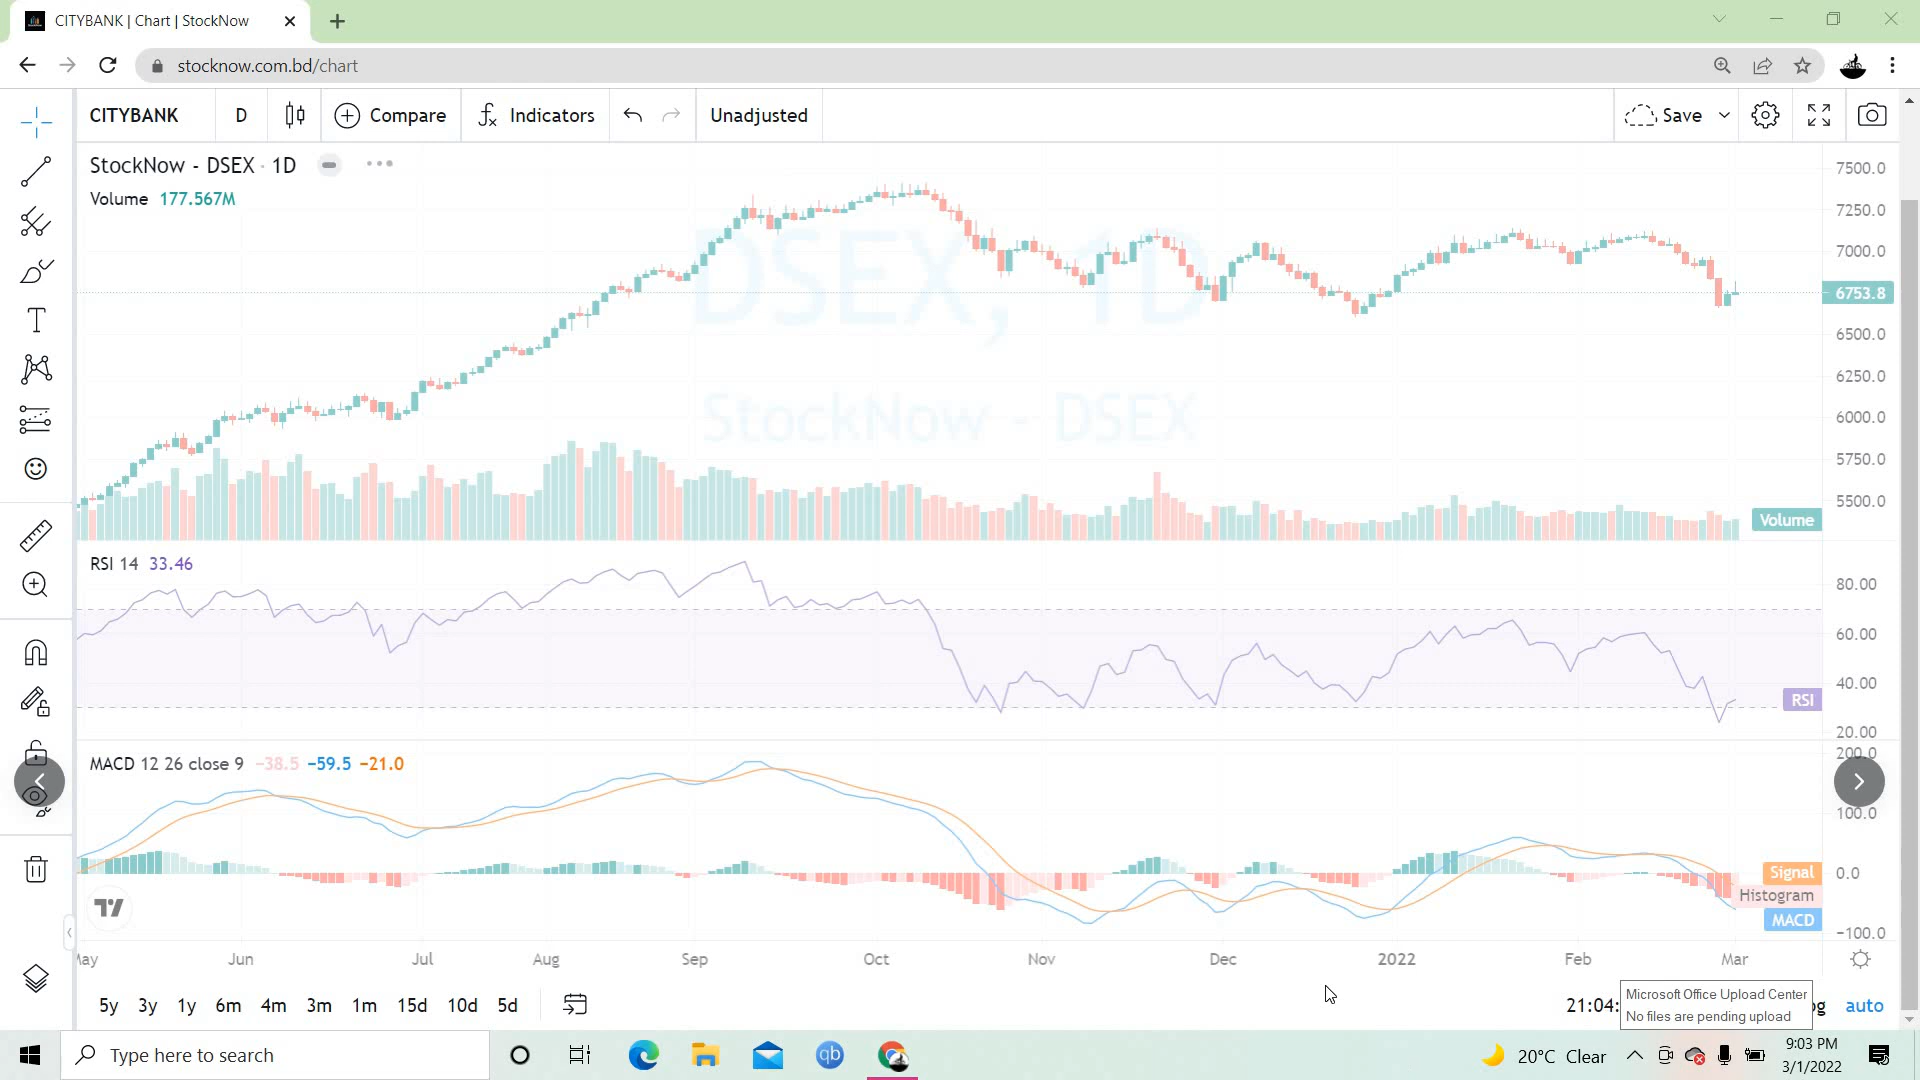 CITYBANK | Chart | StockNow
stocknow.com.bd/chart
CITYBANK D Compare Indicators Unadjusted Save
StockNow - DSEX · 1D
Volume 177.567M
DSEX, 1D
StockNow - DSEX
7500.0
7250.0
7000.0
6753.8
6500.0
6250.0
6000.0
5750.0
5500.0
Volume
RSI 14 33.46
80.00
60.00
40.00
RSI
20.00
MACD 12 26 close 9 −38.5 −59.5 −21.0
200.0
100.0
Signal 0.0
Histogram
MACD
−100.0
May Jun Jul Aug Sep Oct Nov Dec 2022 Feb Mar
5y 3y 1y 6m 4m 3m 1m 15d 10d 5d
21:04: auto
Microsoft Office Upload Center
No files are pending upload
Type here to search
qb
20°C Clear
9:03 PM
3/1/2022